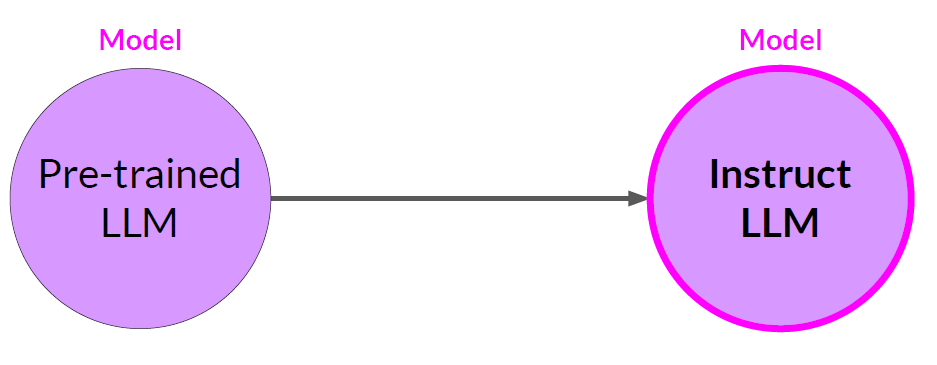 Model
Model
Pre-trained
LLM
Instruct
LLM